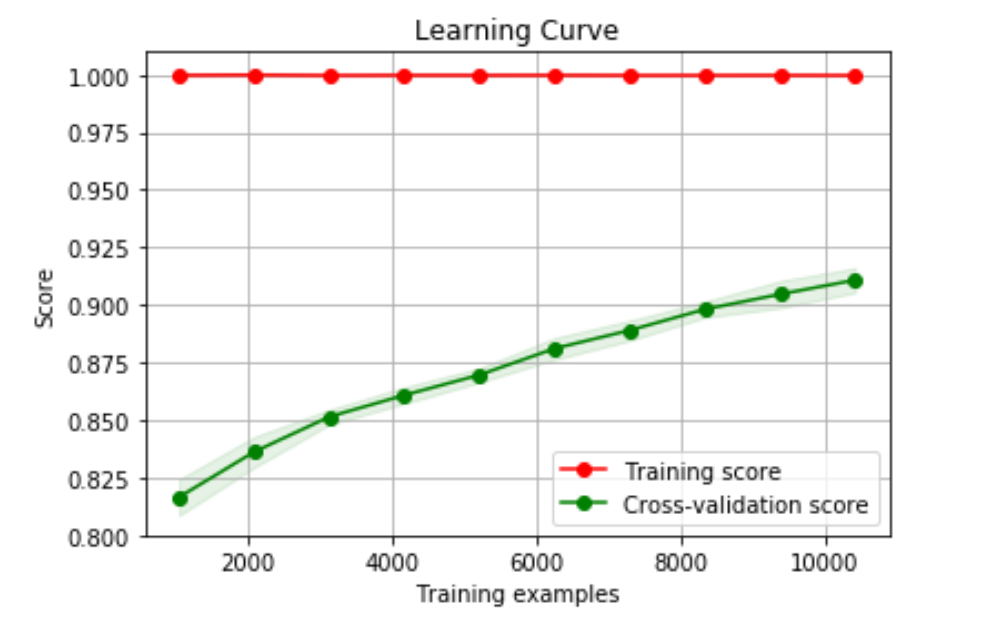 Learning Curve
1.000
0.975
0.950
0.925
0.900
0.875
0.850
0.825
0.800
Score
Training score
Cross-validation score
2000 4000 6000 8000 10000
Training examples